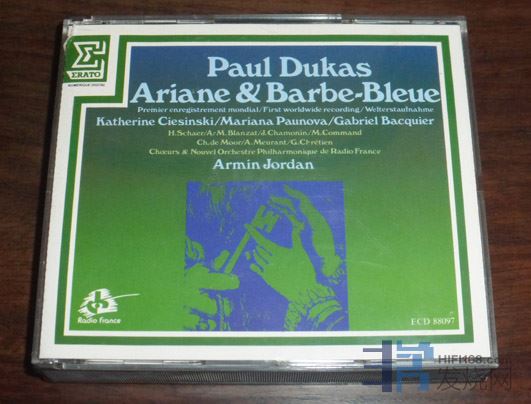 ERATO
NUMERIQUE DIGITAL
Paul Dukas
Ariane & Barbe-Bleue
Premier enregistrement mondial/First worldwide recording/Welterstaufnahme
Katherine Ciesinski/Mariana Paunova/Gabriel Bacquier
H.Schaer/A-M.Blanzat/J.Chamonin/M.Command
Ch.de Moor/A.Meurant/G.Chrétien
Chœurs & Nouvel Orchestre Philharmonique de Radio France
Armin Jordan
Radio France
ECD 88097
HIFI168.com
发烧网